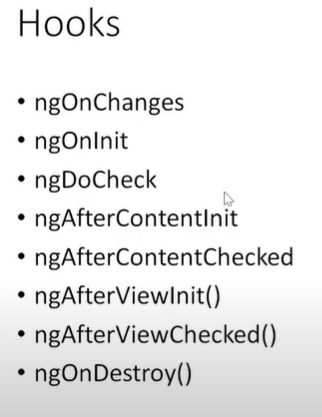 Hooks
• ngOnChanges
• ngOnInit
• ngDoCheck
• ngAfterContentInit
• ngAfterContentChecked
• ngAfterViewInit()
• ngAfterViewChecked()
• ngOnDestroy()